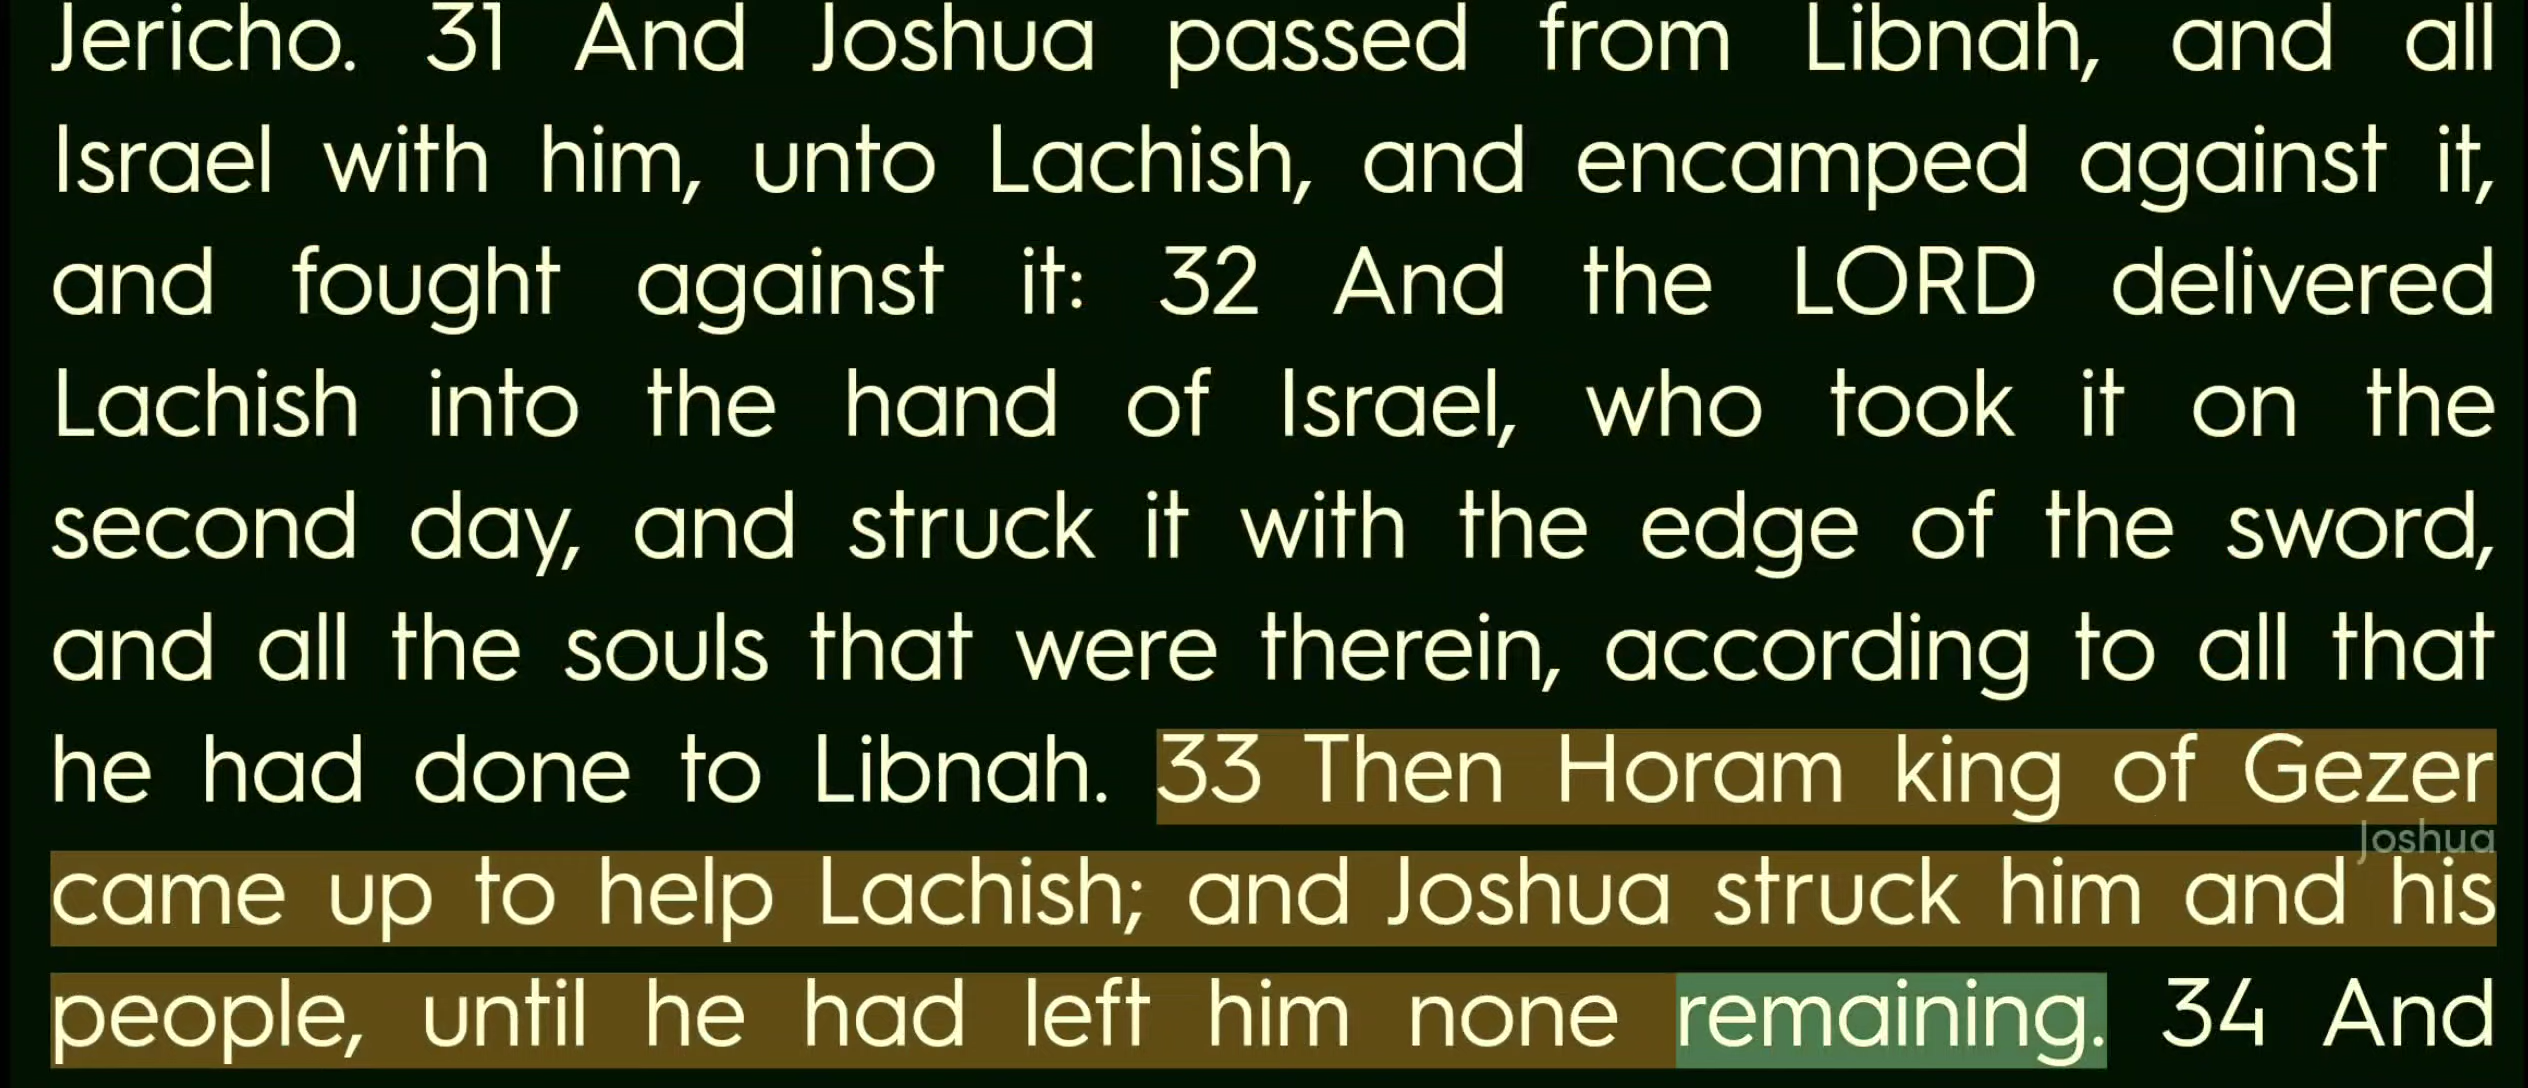 Jericho. 31 And Joshua passed from Libnah, and all
Israel with him, unto Lachish, and encamped against it,
and fought against it: 32 And the LORD delivered
Lachish into the hand of Israel, who took it on the
second day, and struck it with the edge of the sword,
and all the souls that were therein, according to all that
he had done to Libnah. 33 Then Horam king of Gezer
Joshua
came up to help Lachish; and Joshua struck him and his
people, until he had left him none remaining. 34 And